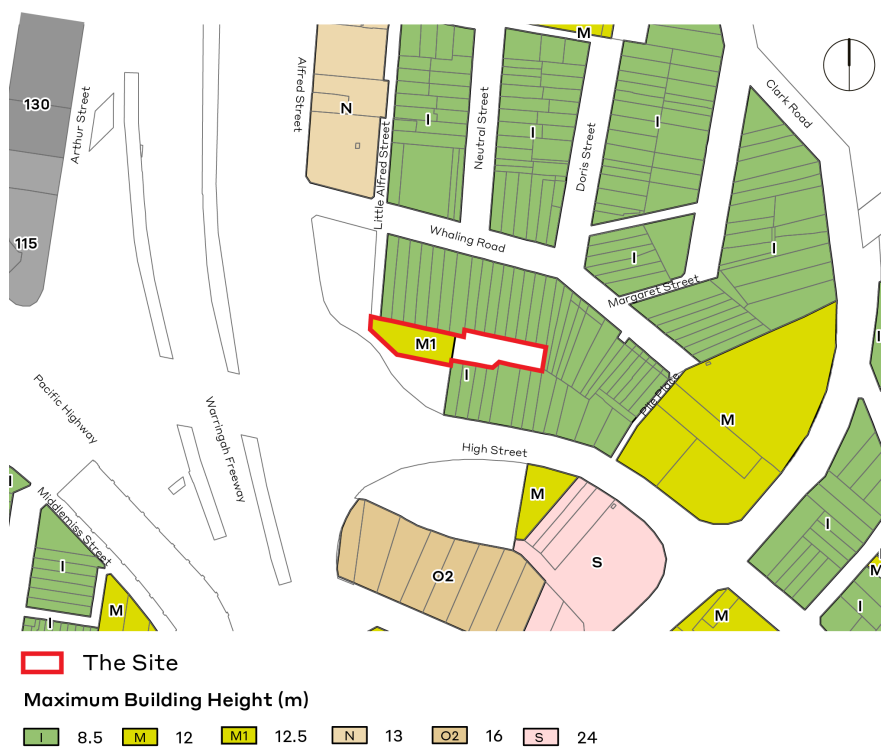 M
130
Arthur Street
Alfred Street
N
Little Alfred Street
I
Neutral Street
I
Doris Street
I
Clark Road
115
Whaling Road
I
I
Margaret Street
M1
I
I
Pile Place
M
Pacific Highway
Warringah Freeway
High Street
I
Middlemiss Street
M
I
I
S
O2
M
I
M
I
M
I
The Site
Maximum Building Height (m)
I 8.5 M 12 M1 12.5 N 13 O2 16 S 24